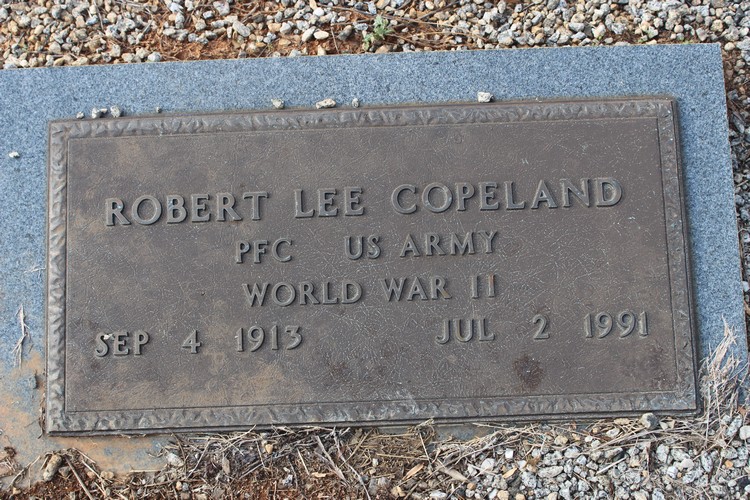 ROBERT LEE COPELAND
PFC US ARMY
WORLD WAR II
SEP 4 1913 JUL 2 1991